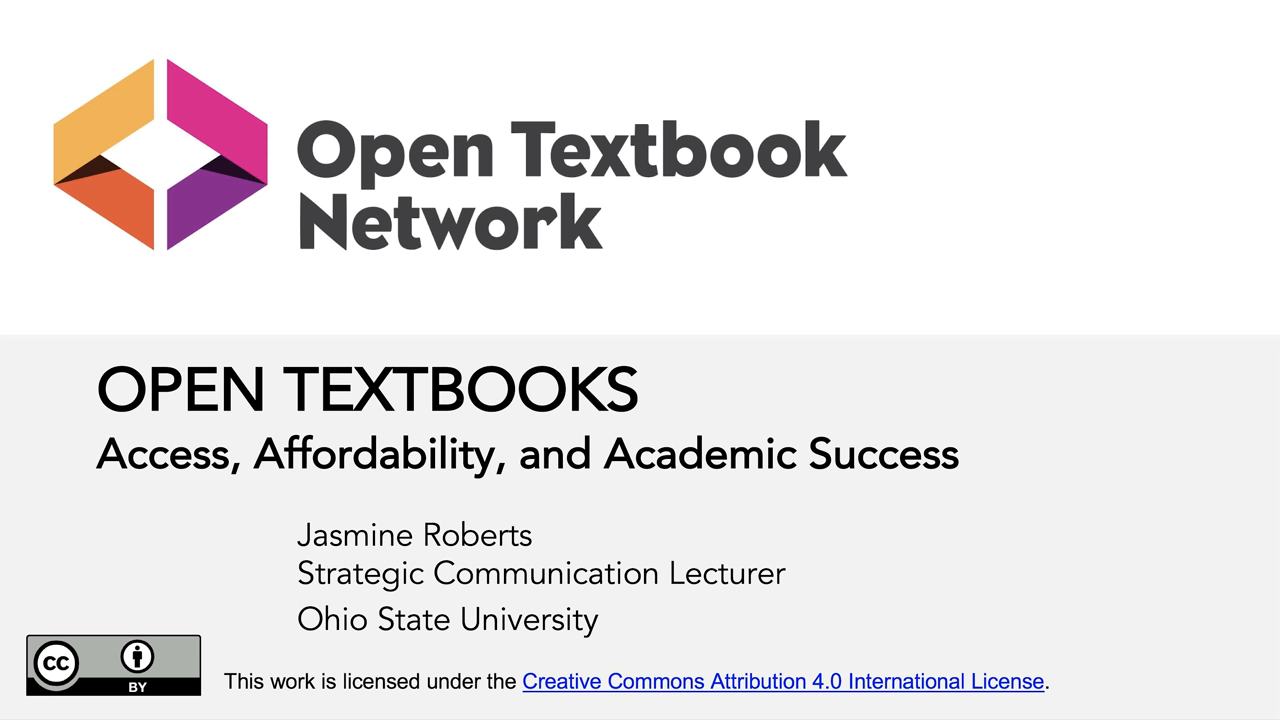 Open Textbook
Network
OPEN TEXTBOOKS
Access, Affordability, and Academic Success
Jasmine Roberts
Strategic Communication Lecturer
Ohio State University
cc
BY
This work is licensed under the Creative Commons Attribution 4.0 International License.